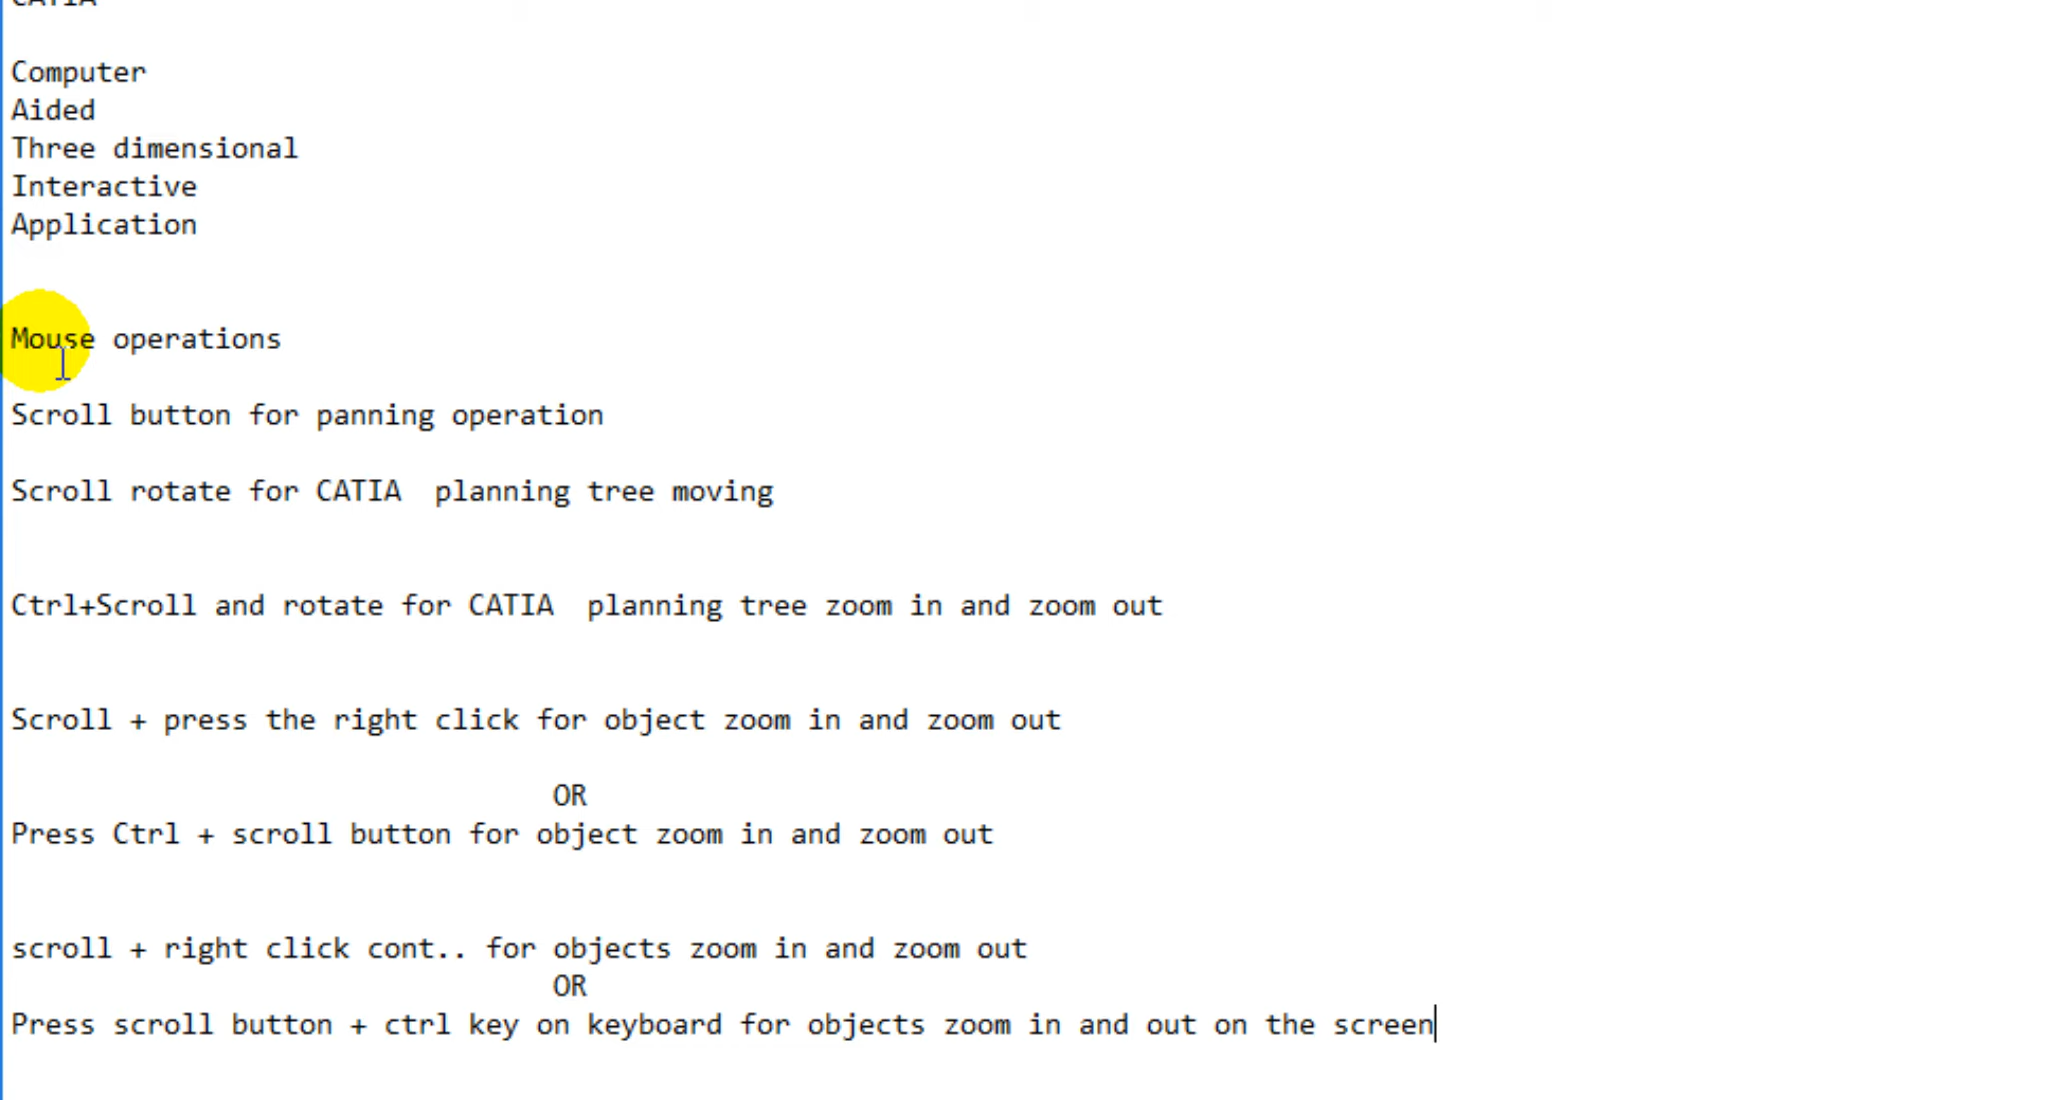 CATIA
Computer
Aided
Three dimensional
Interactive
Application
Mouse operations
Scroll button for panning operation
Scroll rotate for CATIA  planning tree moving
Ctrl+Scroll and rotate for CATIA  planning tree zoom in and zoom out
Scroll + press the right click for object zoom in and zoom out
OR
Press Ctrl + scroll button for object zoom in and zoom out
scroll + right click cont.. for objects zoom in and zoom out
OR
Press scroll button + ctrl key on keyboard for objects zoom in and out on the screen